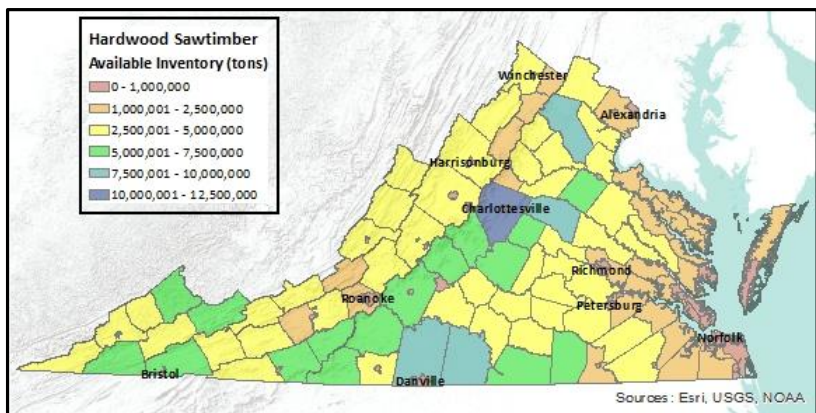 Hardwood Sawtimber
Available Inventory (tons)
0 - 1,000,000
1,000,001 - 2,500,000
2,500,001 - 5,000,000
5,000,001 - 7,500,000
7,500,001 - 10,000,000
10,000,001 - 12,500,000
Winchester
Alexandria
Harrisonburg
Charlottesville
Richmond
Roanoke
Petersburg
Norfolk
Bristol
Danville
Sources: Esri, USGS, NOAA